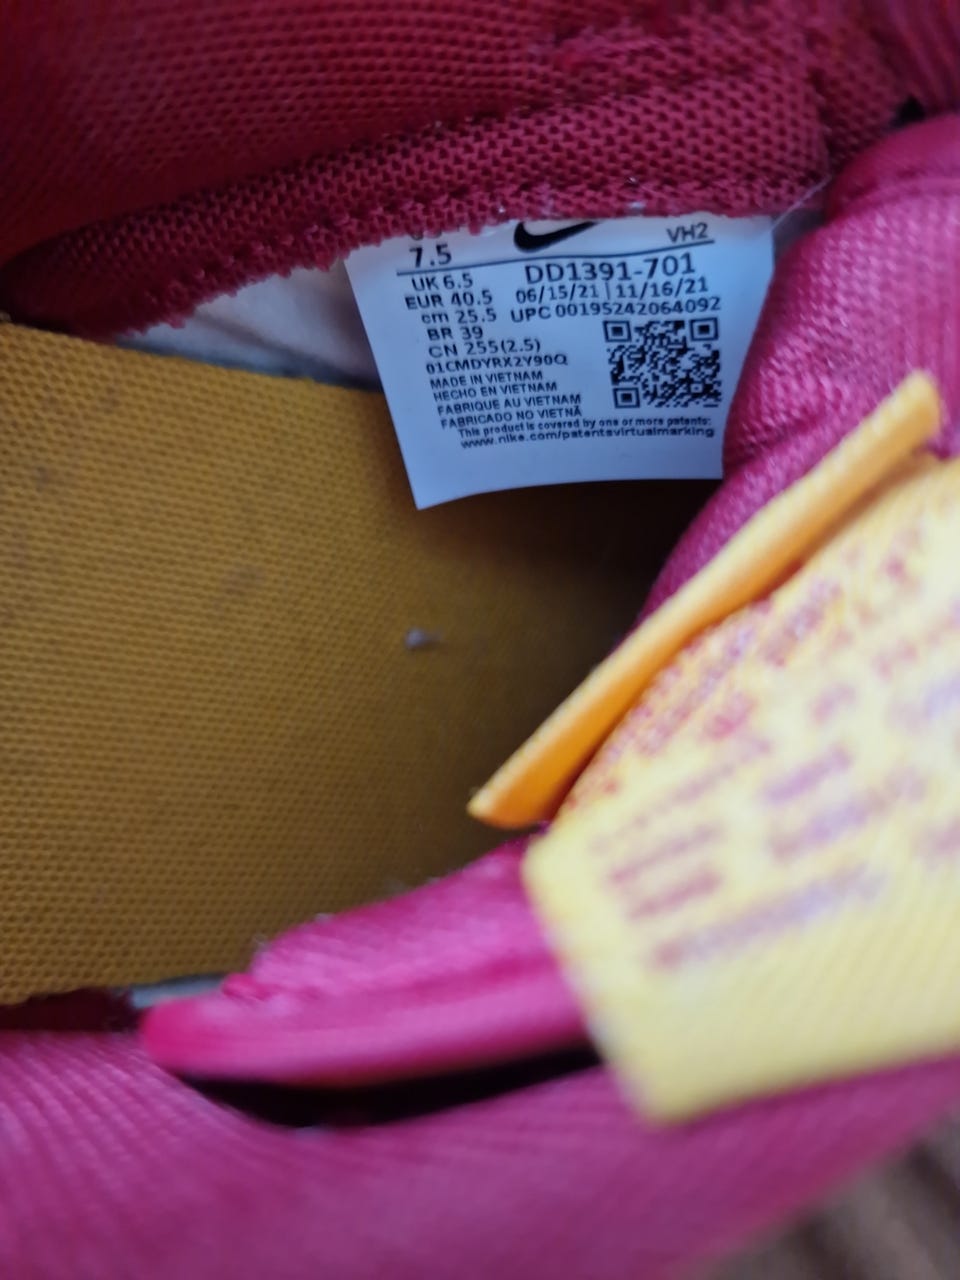 VH2
7.5
UK 6.5
EUR 40.5
cm 25.5
BR 39
CN 255(2.5)
01CMDYRX2Y90Q
DD1391-701
06/15/21 | 11/16/21
UPC 00195242064092
MADE IN VIETNAM
HECHO EN VIETNAM
FABRIQUE AU VIETNAM
FABRICADO NO VIETNÃ
This product is covered by one or more patents:
www.nike.com/patentsvirtualmarking